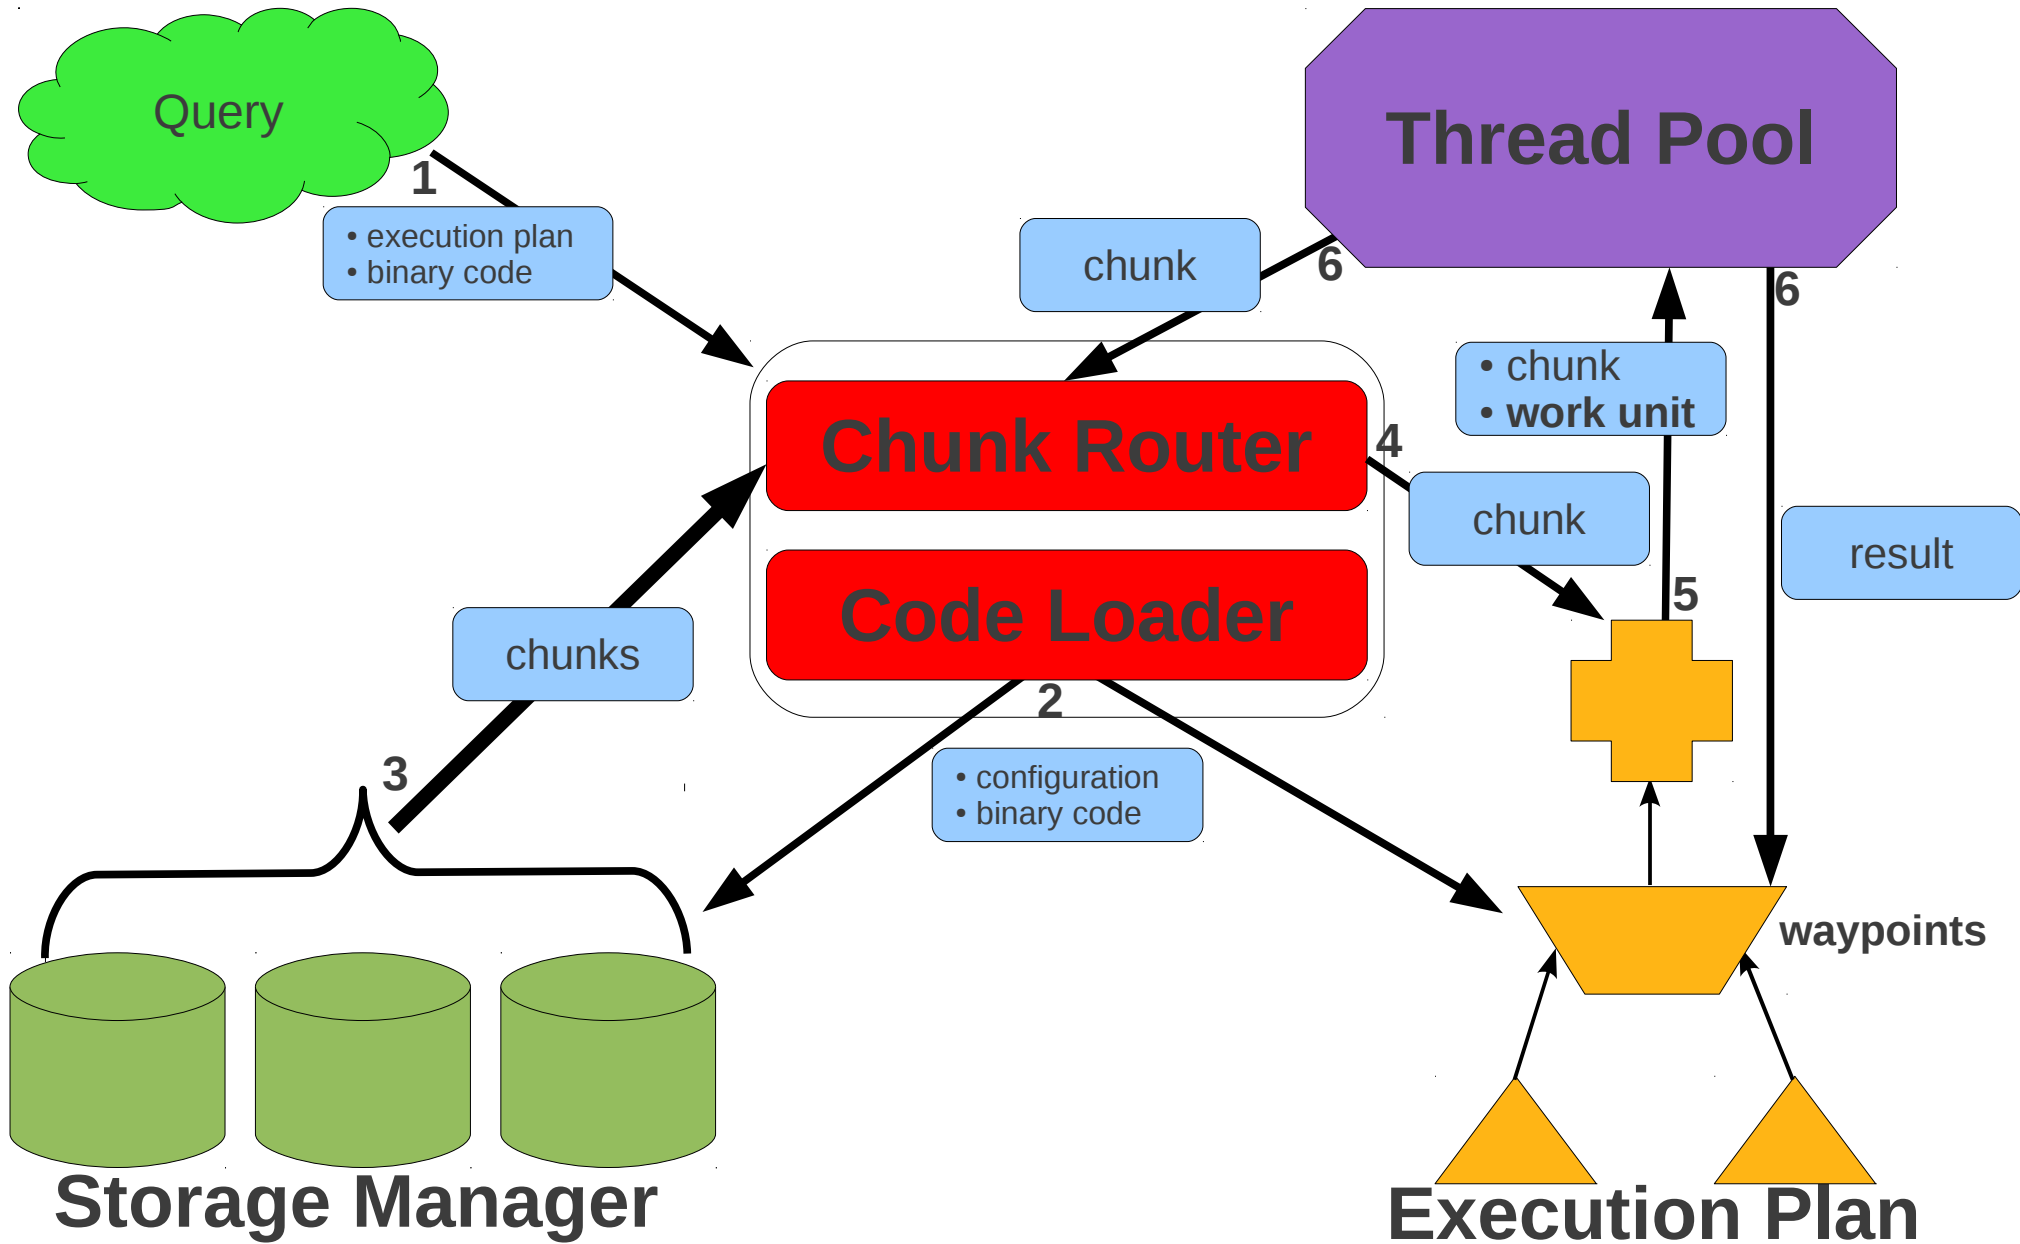 Query
Thread Pool
1
• execution plan
• binary code
chunk
6
6
• chunk
• work unit
Chunk Router
4
chunk
result
Code Loader
5
chunks
2
3
• configuration
• binary code
waypoints
Storage Manager
Execution Plan